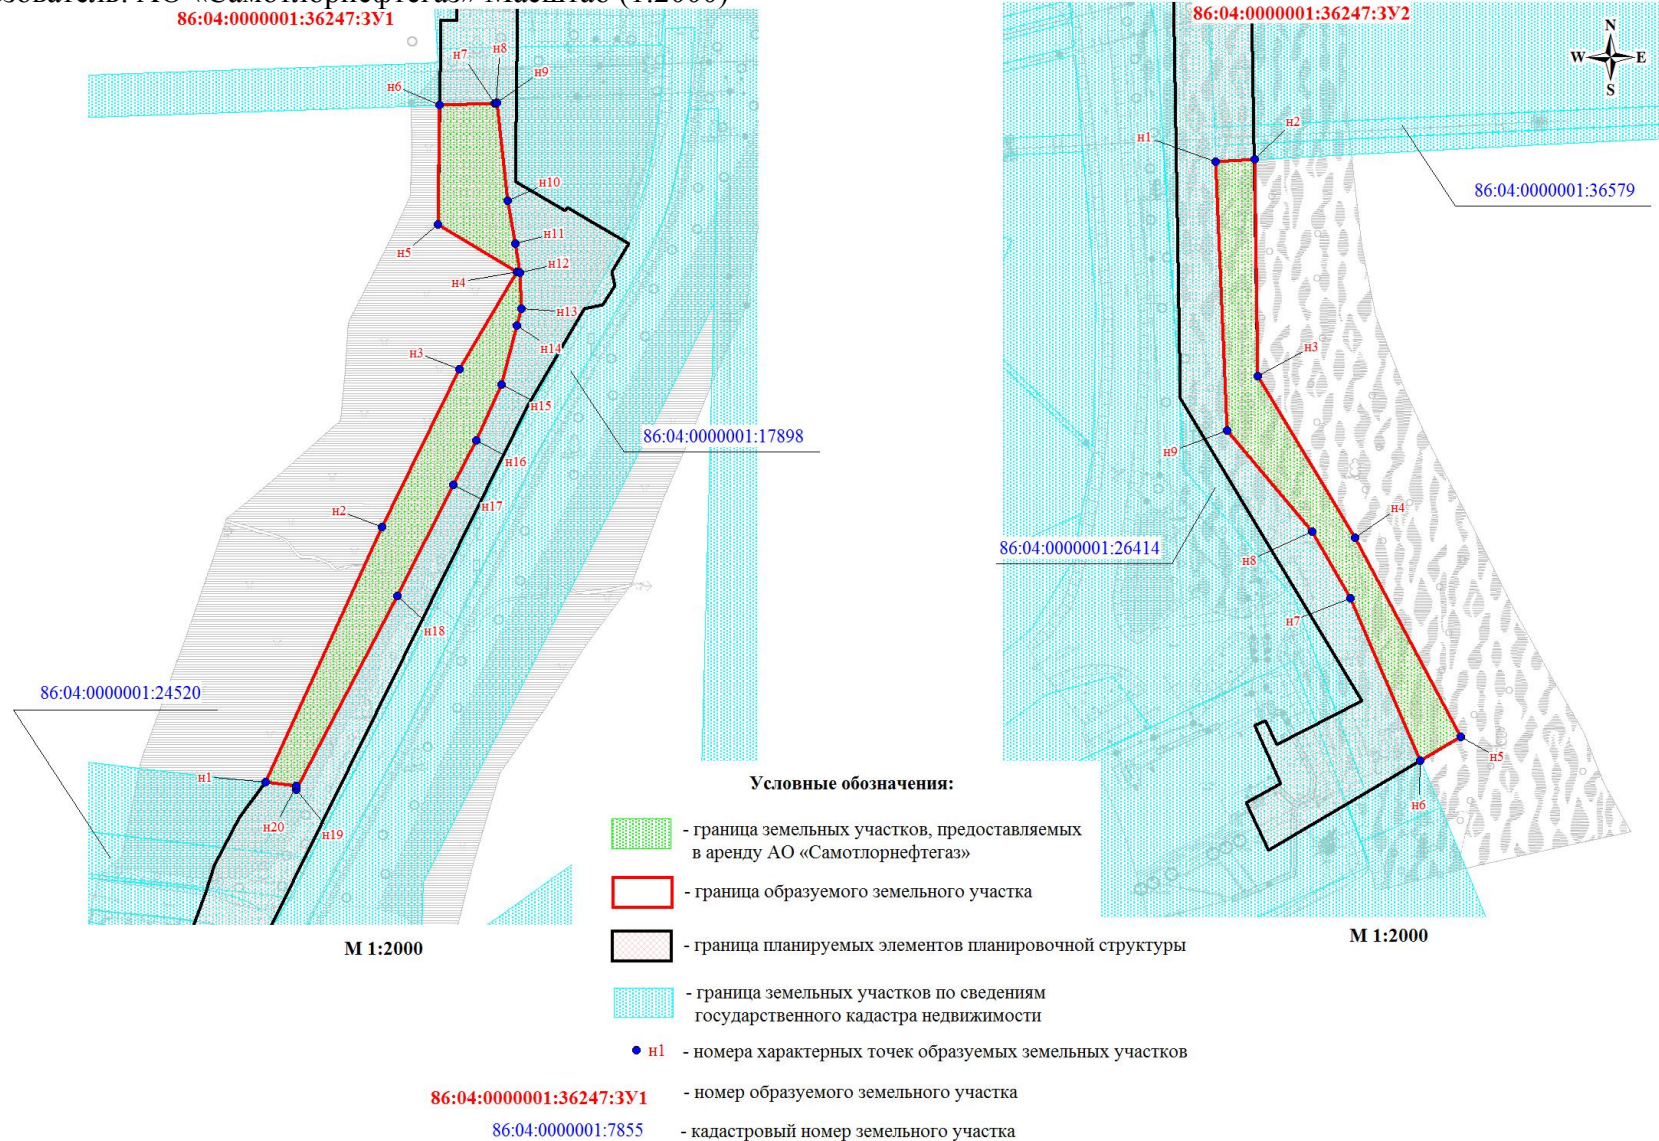 АО «Самотлорнефтегаз» Масштаб (1:2000)
86:04:0000001:36247:ЗУ1
н7
н8
н9
н6
н10
н5
н11
н4
н12
н13
н14
н3
н15
86:04:0000001:17898
н16
н17
н2
н18
86:04:0000001:24520
н1
н20
н19
М 1:2000
86:04:0000001:36247:ЗУ2
N
W
E
S
н1
н2
86:04:0000001:36579
н3
н9
н4
86:04:0000001:26414
н8
н7
н5
н6
М 1:2000
Условные обозначения:
- граница земельных участков, предоставляемых
в аренду АО «Самотлорнефтегаз»
- граница образуемого земельного участка
- граница планируемых элементов планировочной структуры
- граница земельных участков по сведениям
государственного кадастра недвижимости
н1 - номера характерных точек образуемых земельных участков
86:04:0000001:36247:ЗУ1 - номер образуемого земельного участка
86:04:0000001:7855 - кадастровый номер земельного участка